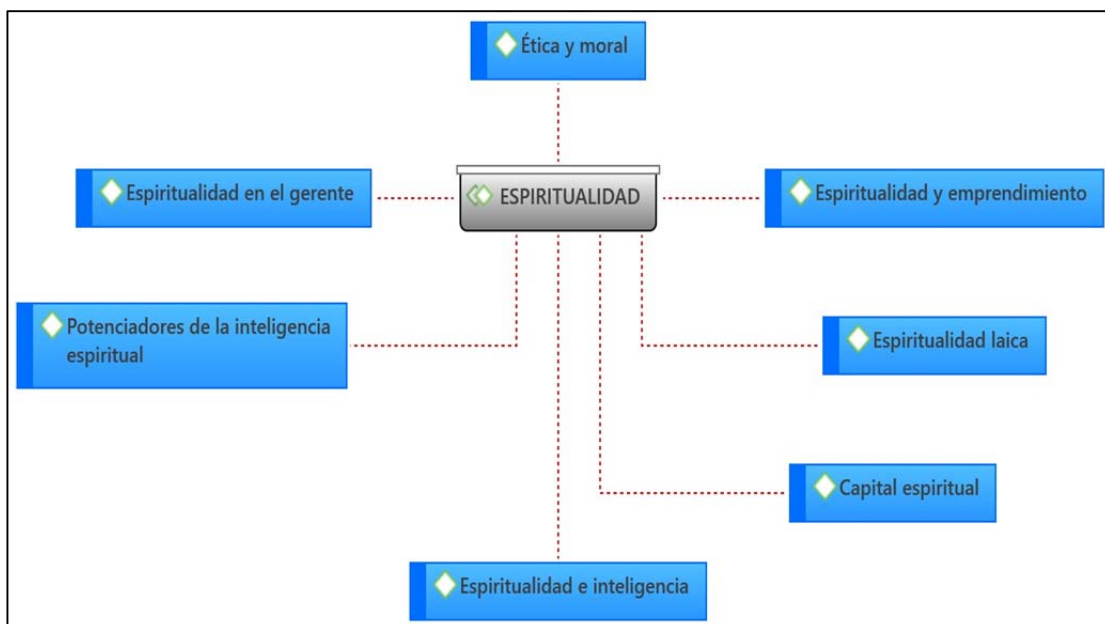 Ética y moral
Espiritualidad en el gerente
ESPIRITUALIDAD
Espiritualidad y emprendimiento
Potenciadores de la inteligencia
espiritual
Espiritualidad laica
Capital espiritual
Espiritualidad e inteligencia